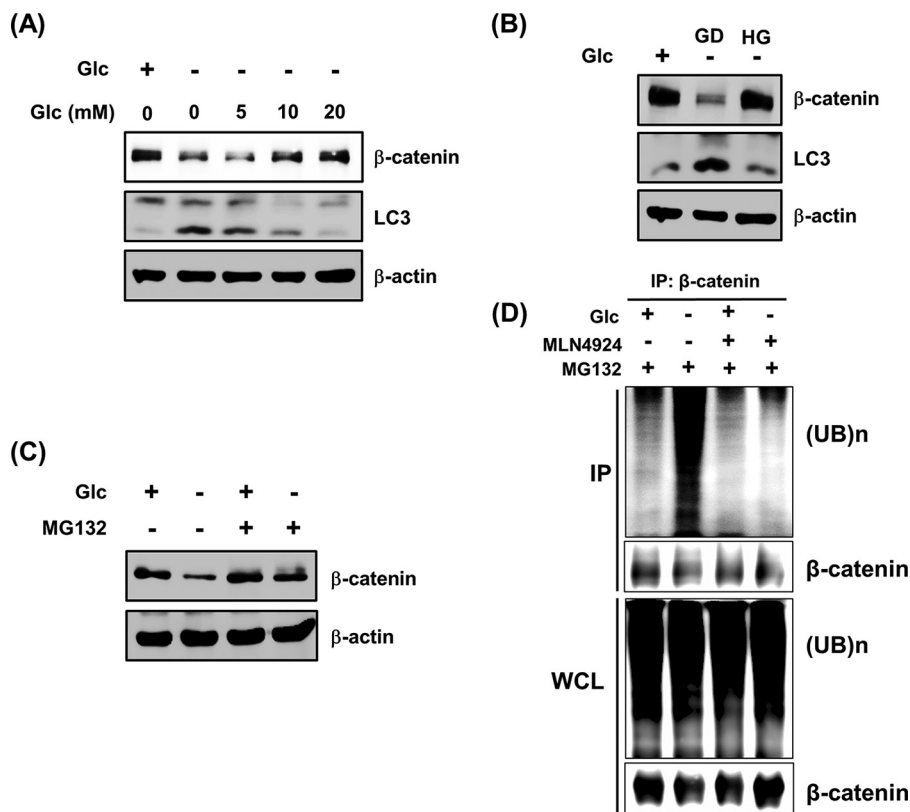 (A)
Glc + - - - -
Glc (mM) 0 0 5 10 20
β-catenin
LC3
β-actin
(B)
GD HG
Glc + - -
β-catenin
LC3
β-actin
(C)
Glc + - + -
MG132 - - + +
β-catenin
β-actin
(D)
IP: β-catenin
Glc + - + -
MLN4924 - - + +
MG132 + + + +
IP
(UB)n
β-catenin
WCL
(UB)n
β-catenin